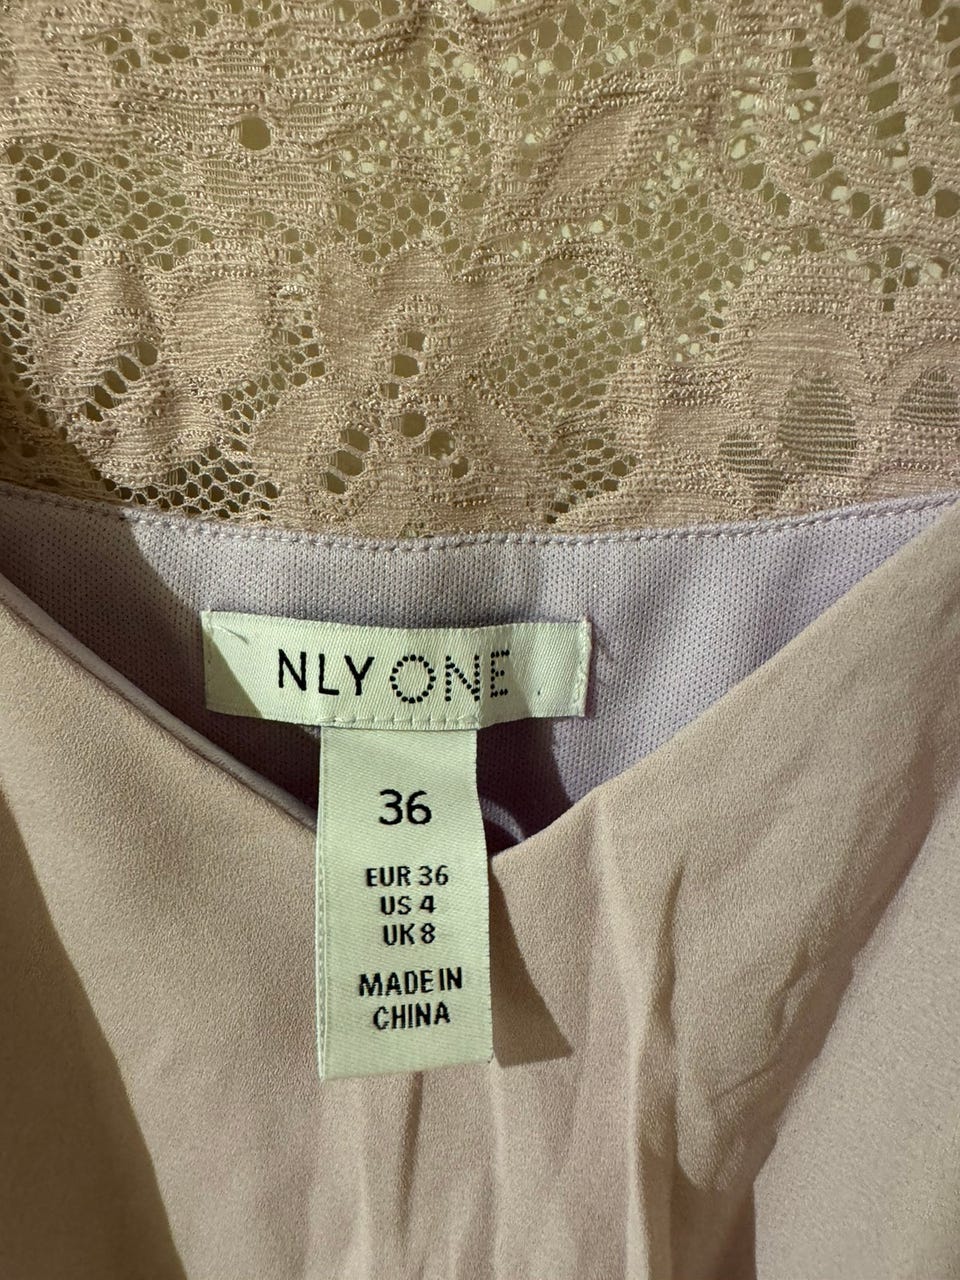 NLY ONE
36
EUR 36
US 4
UK 8
MADE IN
CHINA